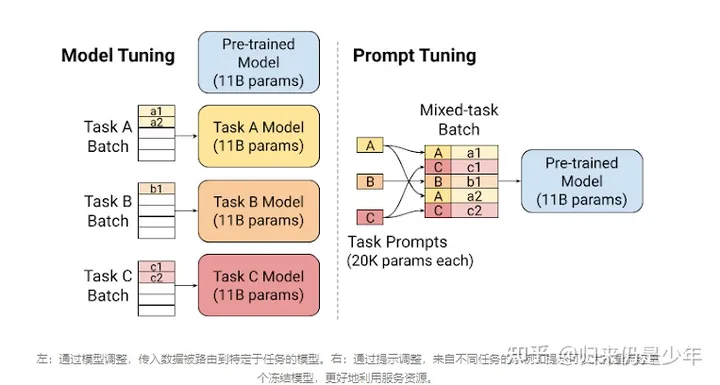 Model Tuning
Pre-trained
Model
(11B params)
a1
a2
Task A
Batch
Task A Model
(11B params)
b1
Task B
Batch
Task B Model
(11B params)
c1
c2
Task C
Batch
Task C Model
(11B params)
Prompt Tuning
Mixed-task
Batch
A
B
C
A a1
C c1
B b1
A a2
C c2
Pre-trained
Model
(11B params)
Task Prompts
(20K params each)
左：通过模型调整，传入数据被路由到特定于任务的模型。右：通过提示调整，来自不同任务的
个冻结模型，更好地利用服务资源。
知乎 @归来仍是少年